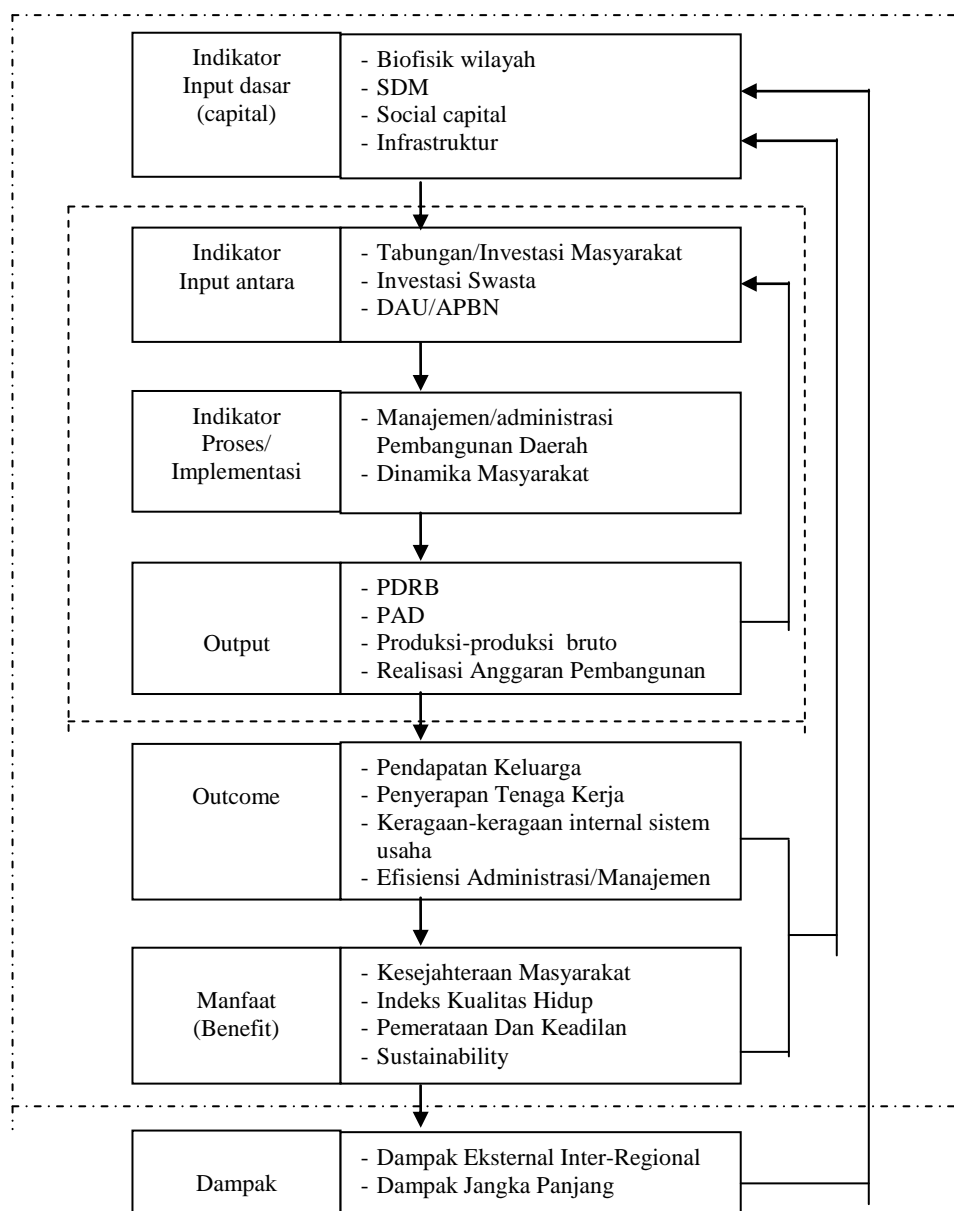 Indikator
Input dasar
(capital)
- Biofisik wilayah
- SDM
- Social capital
- Infrastruktur
Indikator
Input antara
- Tabungan/Investasi Masyarakat
- Investasi Swasta
- DAU/APBN
Indikator
Proses/
Implementasi
- Manajemen/administrasi
Pembangunan Daerah
- Dinamika Masyarakat
Output
- PDRB
- PAD
- Produksi-produksi bruto
- Realisasi Anggaran Pembangunan
Outcome
- Pendapatan Keluarga
- Penyerapan Tenaga Kerja
- Keragaan-keragaan internal sistem
usaha
- Efisiensi Administrasi/Manajemen
Manfaat
(Benefit)
- Kesejahteraan Masyarakat
- Indeks Kualitas Hidup
- Pemerataan Dan Keadilan
- Sustainability
Dampak
- Dampak Eksternal Inter-Regional
- Dampak Jangka Panjang